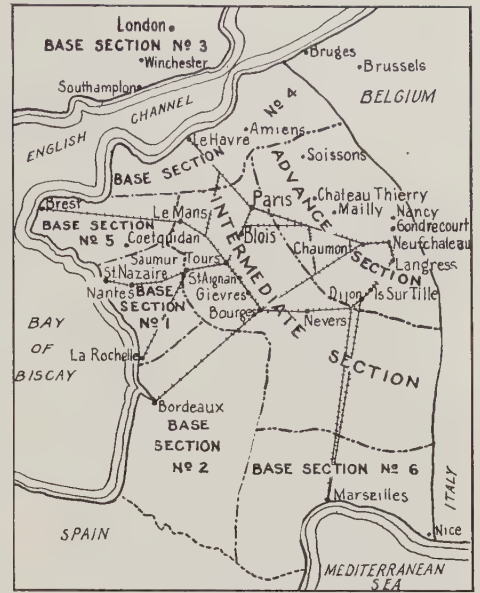 London
BASE SECTION Nº 3
Winchester
Bruges
Brussels
Southampton
BELGIUM
ENGLISH CHANNEL
Nº 4
Le Havre
Amiens
Soissons
BASE SECTION
ADVANCE SECTION
Brest
Le Mans
Paris
Chateau Thierry
Mailly
Nancy
BASE SECTION
Nº 5
Coetquidan
INTERMEDIATE
Blois
Gondrecourt
Chaumont
Neufchateau
Saumur
Tours
Langress
St. Nazaire
St Aignan
Nantes
BASE
SECTION
Nº 1
Gievres
Dijon
Is Sur Tille
Bourges
Nevers
BAY
OF
BISCAY
La Rochelle
SECTION
Bordeaux
BASE
SECTION
Nº 2
BASE SECTION Nº 6
Marseilles
ITALY
SPAIN
Nice
MEDITERRANEAN
SEA